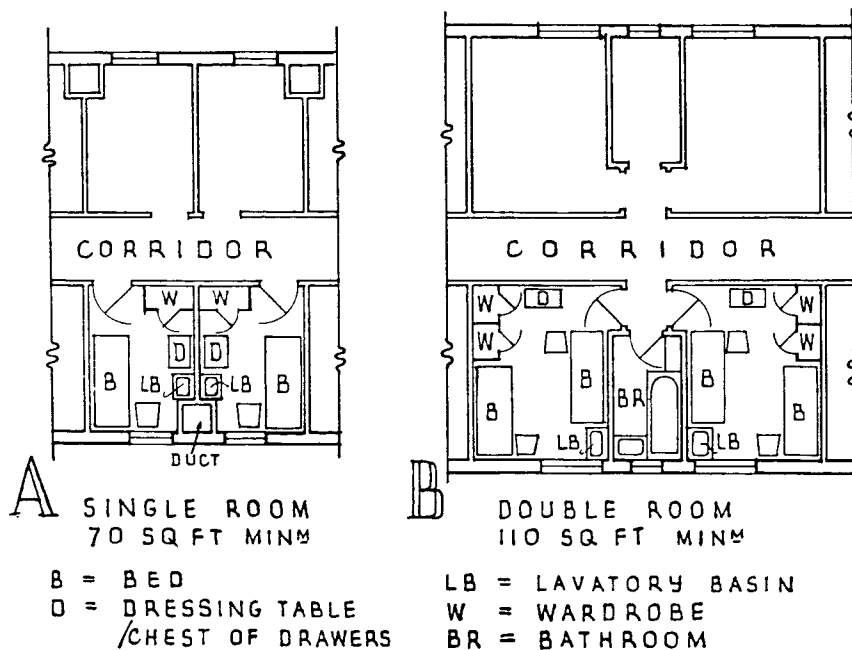 CORRIDOR
W W
D D
B LB LB B
DUCT
A SINGLE ROOM
70 SQ FT MINM
CORRIDOR
W D D W
W W
B B
B BR B
LB LB
B DOUBLE ROOM
110 SQ FT MINM
B = BED
D = DRESSING TABLE
/CHEST OF DRAWERS
LB = LAVATORY BASIN
W = WARDROBE
BR = BATHROOM